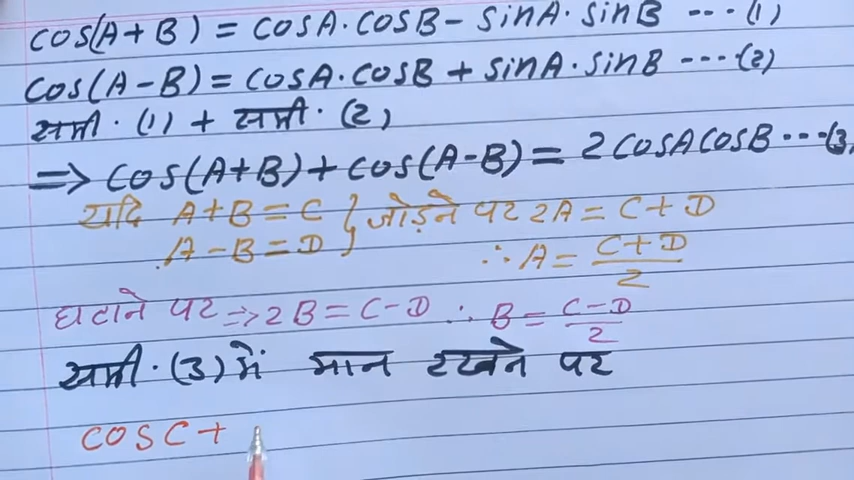 cos(A+B) = cosA·cosB – sinA·sinB ---(1)
cos(A–B) = cosA·cosB + sinA·sinB ---(2)
समी·(1) + समी·(2)
⇒ cos(A+B) + cos(A–B) = 2cosAcosB ---(3)
यदि A+B = C } जोड़ने पर 2A = C+D
A–B = D ∴ A = (C+D)/2
घटाने पर ⇒ 2B = C–D ∴ B = (C–D)/2
समी·(3) में मान रखने पर
cosC +